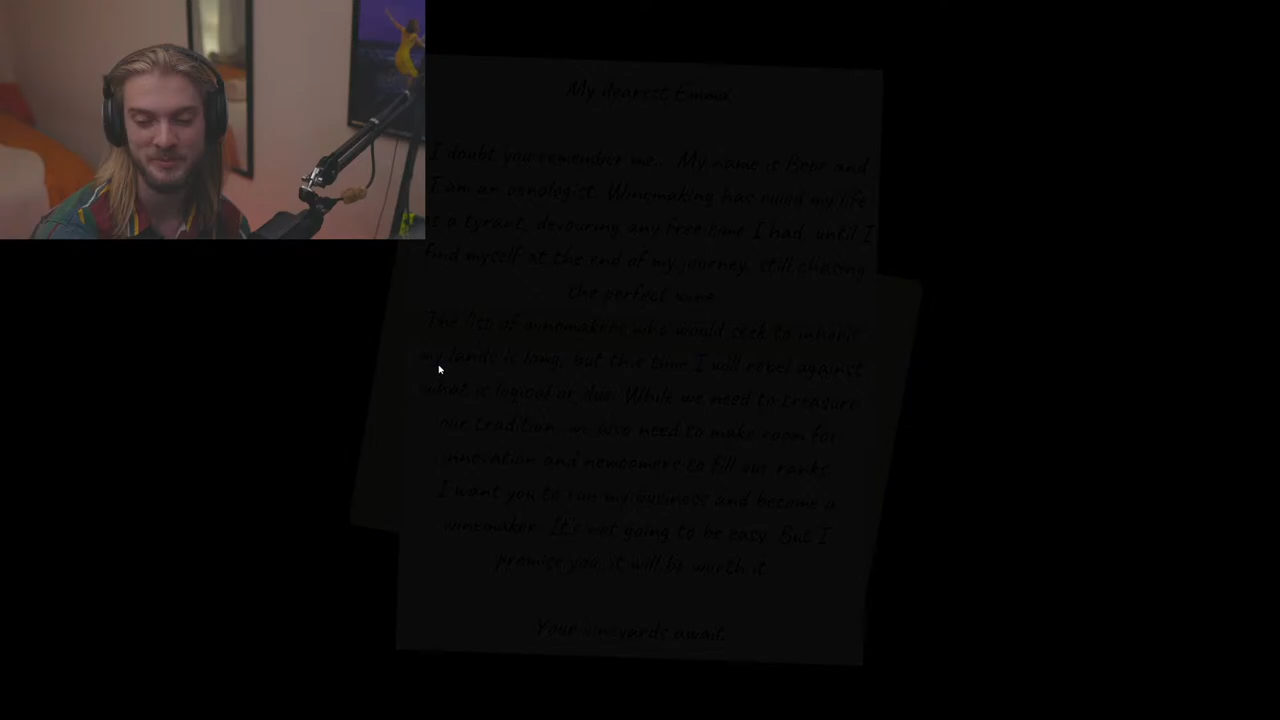 My dearest Emma
I doubt you remember me. My name is Bepe and
I am an oenologist. Winemaking has ruled my life
as a tyrant, devouring any free time I had, until I
find myself at the end of my journey, still chasing
the perfect wine.
The list of winemakers who would seek to inherit
my lands is long, but this time I will rebel against
what is logical or due. While we need to treasure
our tradition, we also need to make room for
innovation and newcomers to fill our ranks.
I want you to run my business and become a
winemaker. It's not going to be easy. But I
promise you, it will be worth it.
Your vineyards await.